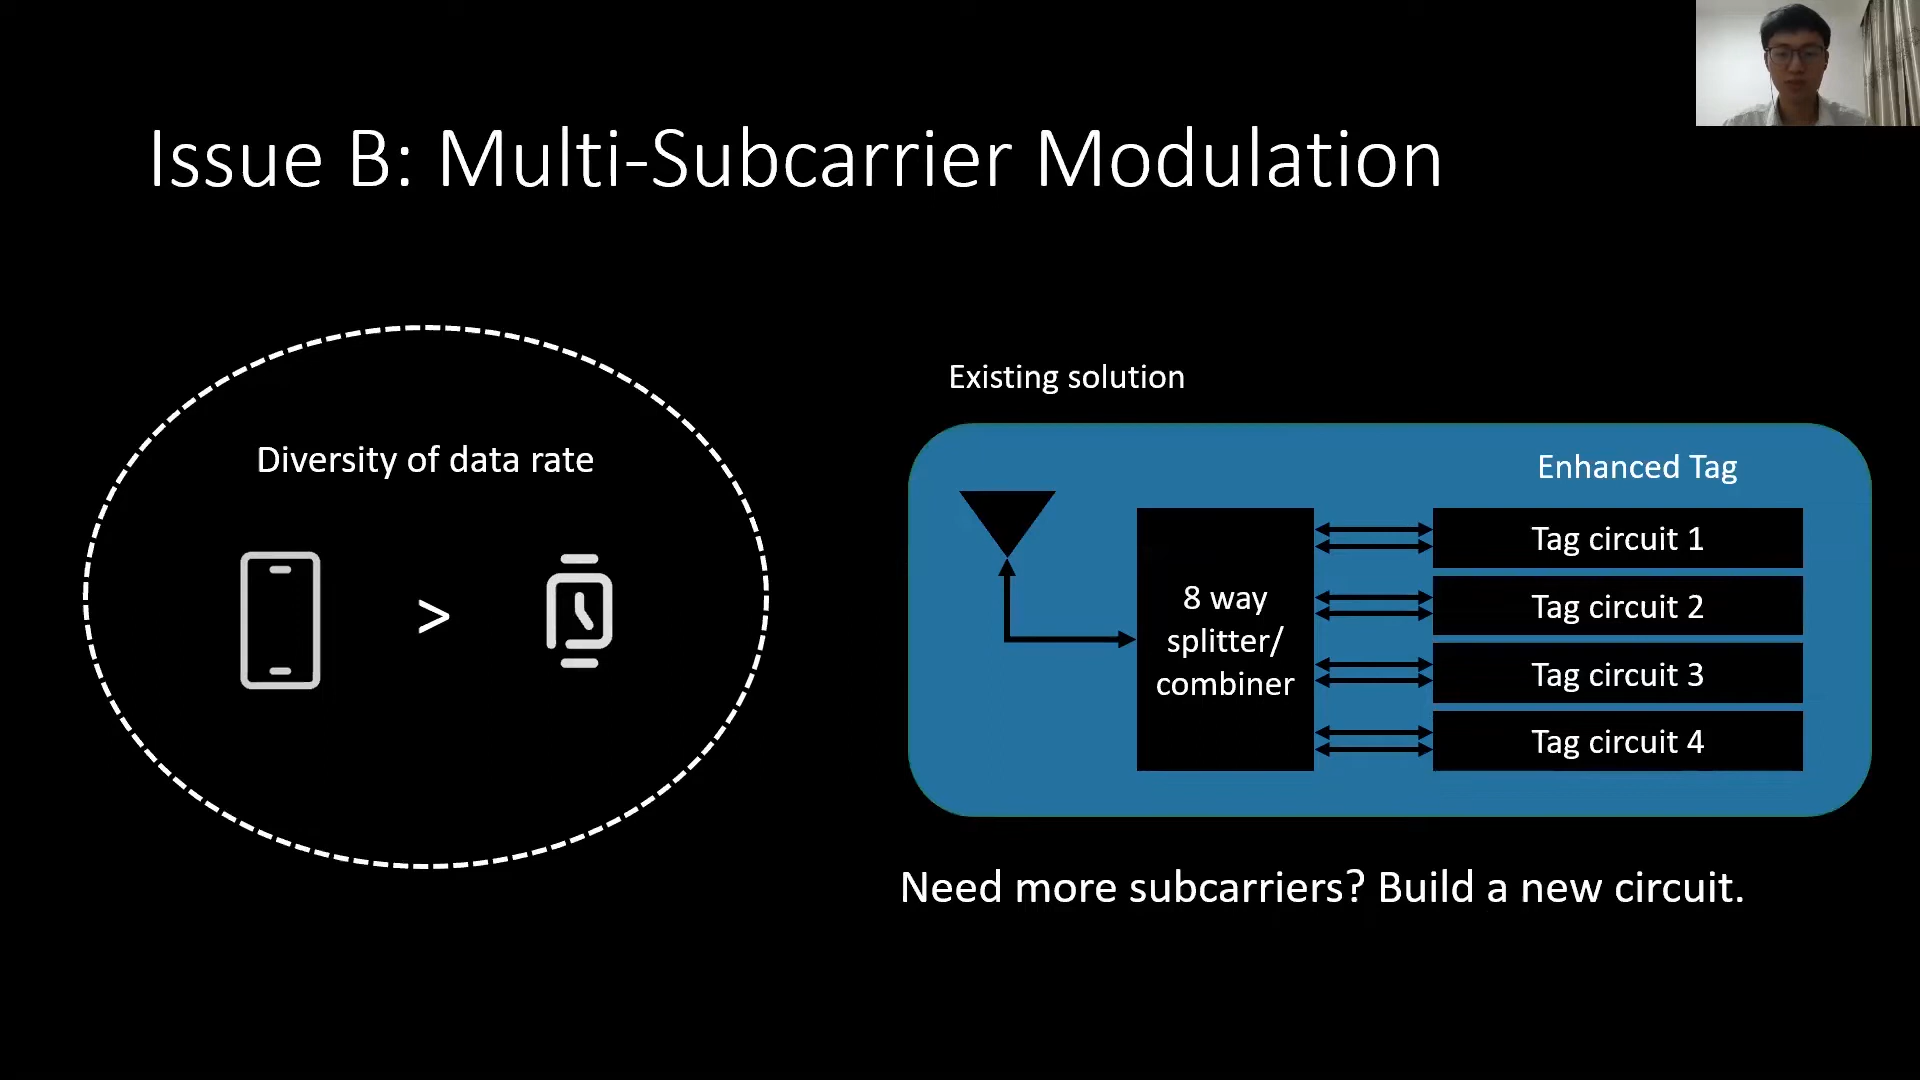 Issue B: Multi-Subcarrier Modulation
Diversity of data rate
>
Existing solution
Enhanced Tag
8 way
splitter/
combiner
Tag circuit 1
Tag circuit 2
Tag circuit 3
Tag circuit 4
Need more subcarriers? Build a new circuit.